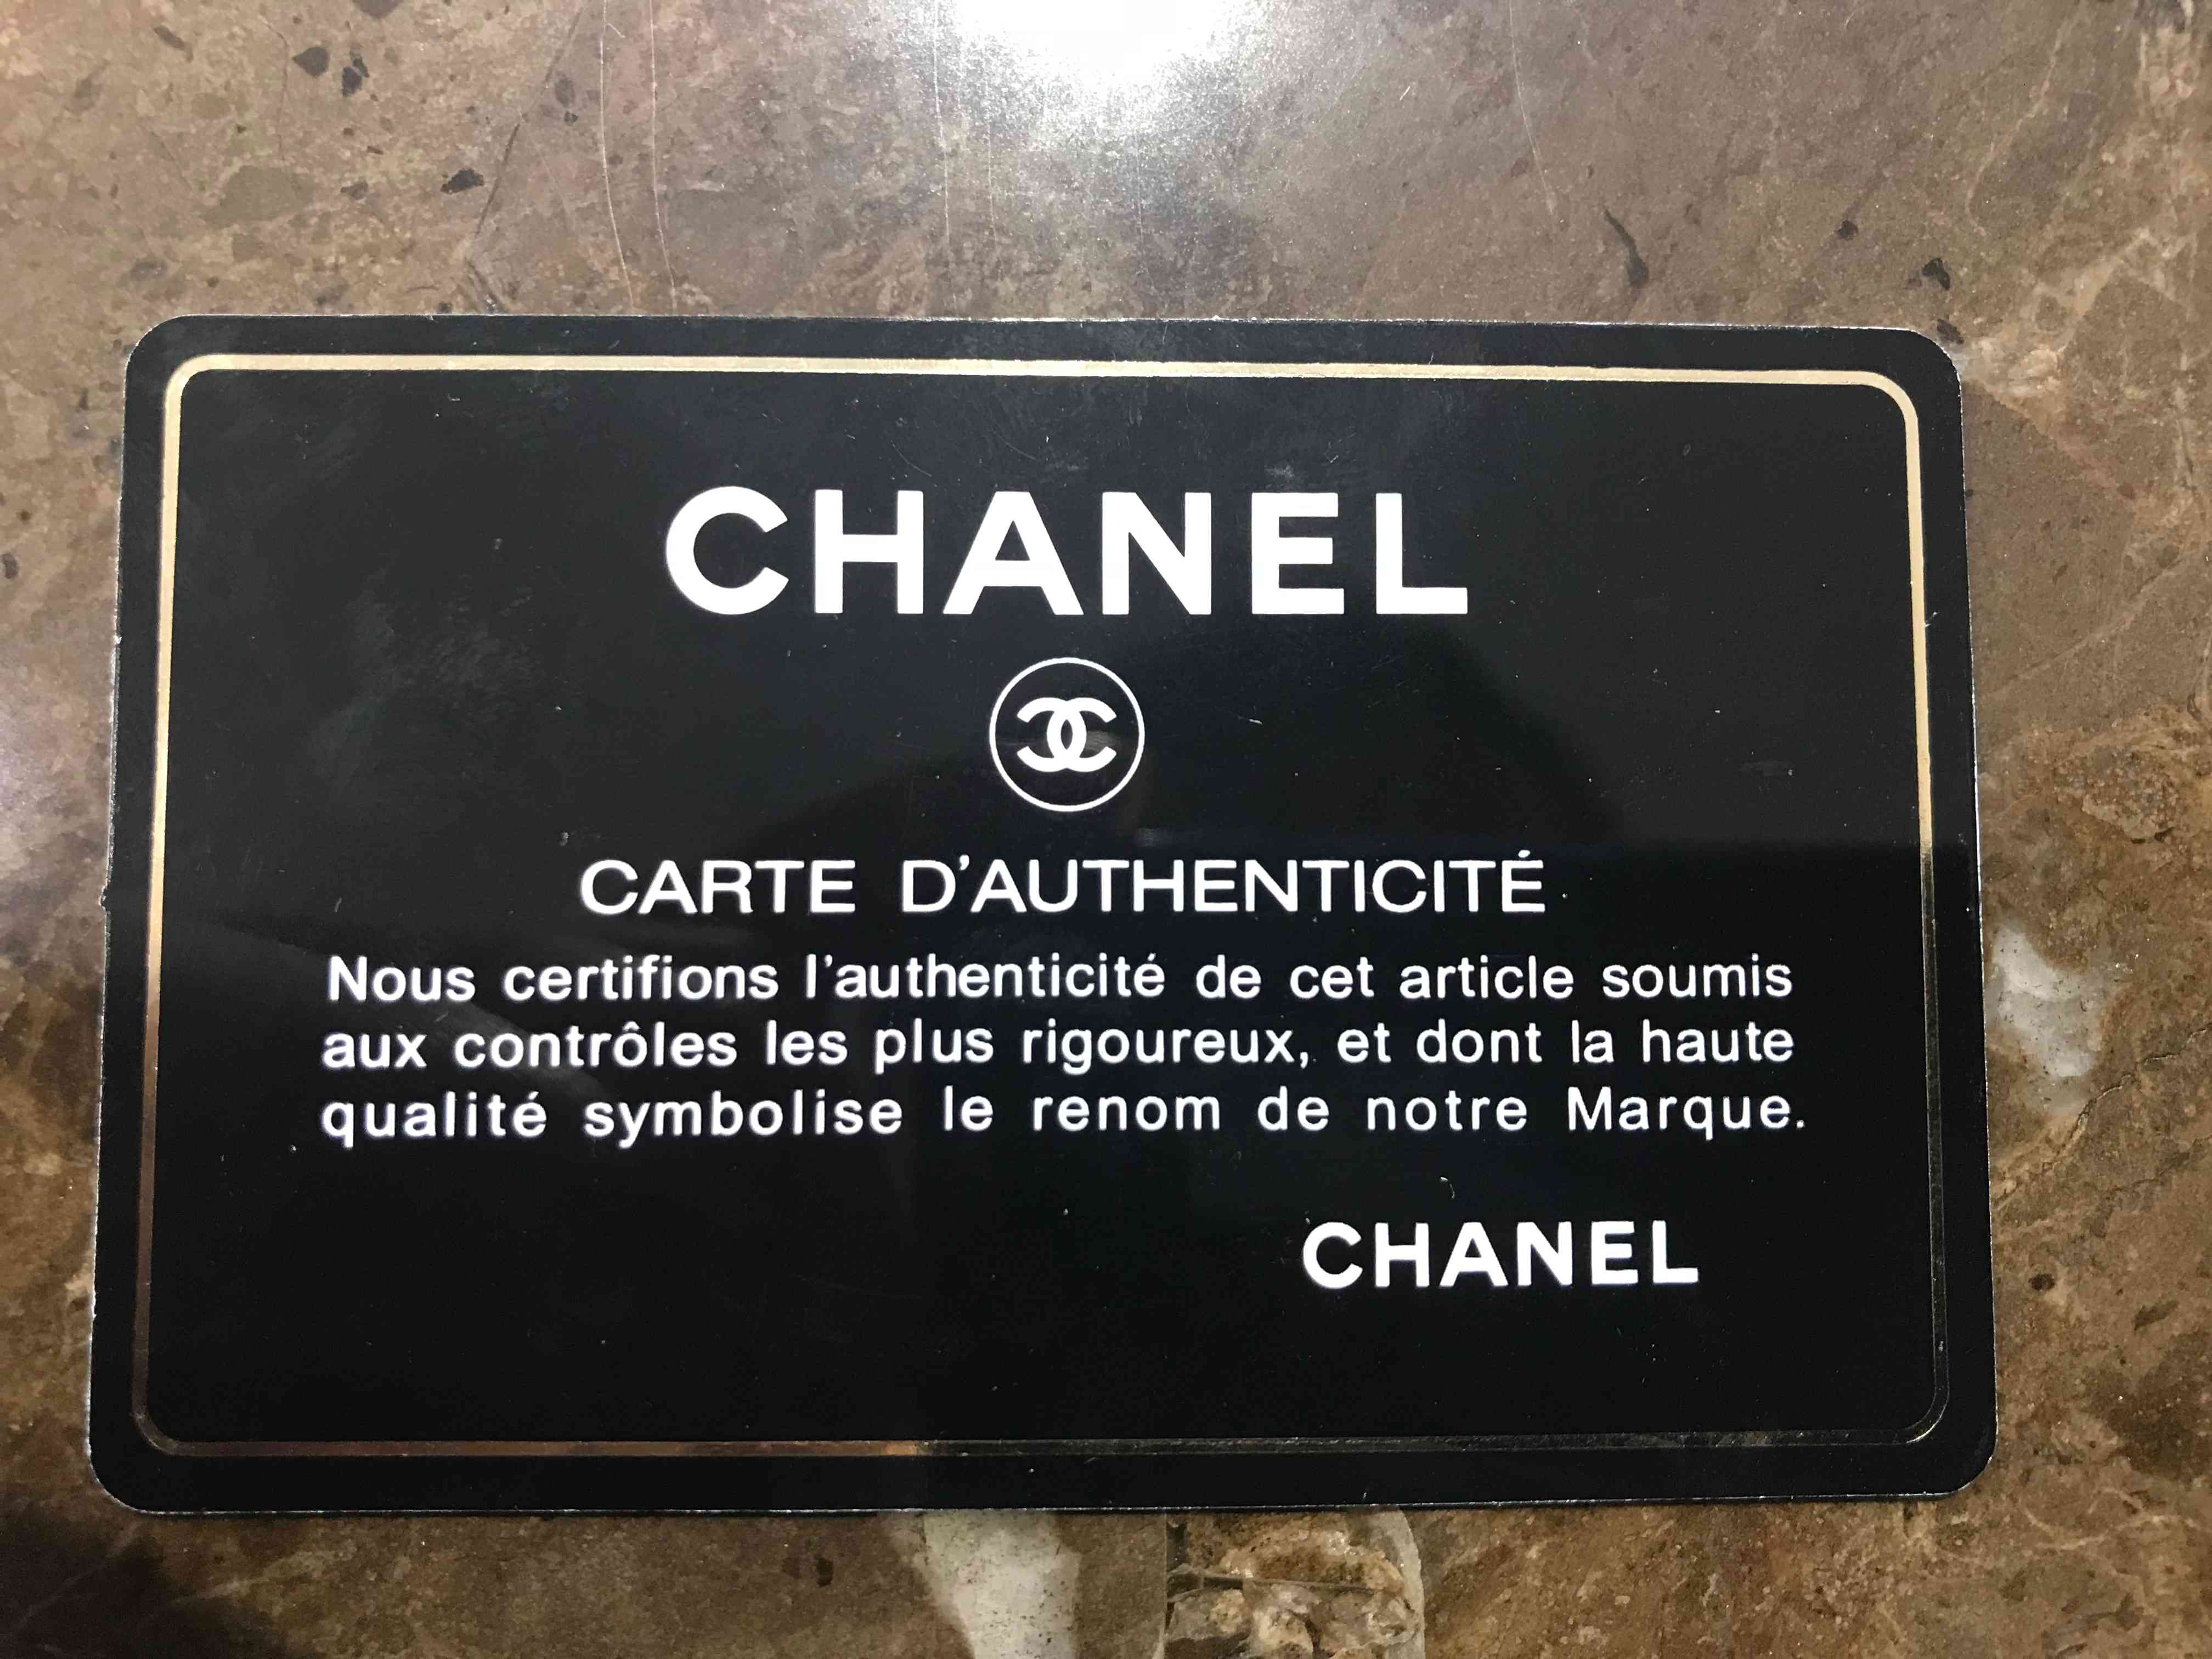 CHANEL
CARTE D'AUTHENTICITÉ
Nous certifions l'authenticité de cet article soumis
aux contrôles les plus rigoureux, et dont la haute
qualité symbolise le renom de notre Marque.
CHANEL